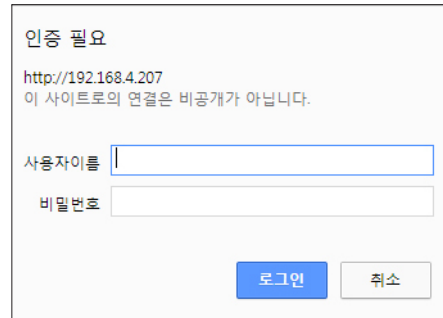 인증 필요
http://192.168.4.207
이 사이트로의 연결은 비공개가 아닙니다.
사용자이름
비밀번호
로그인 취소